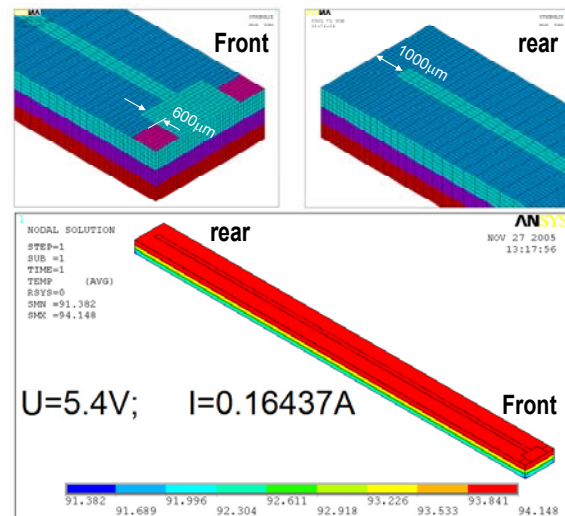 Front
600µm
rear
1000µm
1
NODAL SOLUTION
STEP=1
SUB =1
TIME=1
TEMP (AVG)
RSYS=0
SMN =91.382
SMX =94.148
rear
ANSYS
NOV 27 2005
13:17:56
U=5.4V; I=0.16437A
Front
91.382 91.996 92.611 93.226 93.841
91.689 92.304 92.918 93.533 94.148